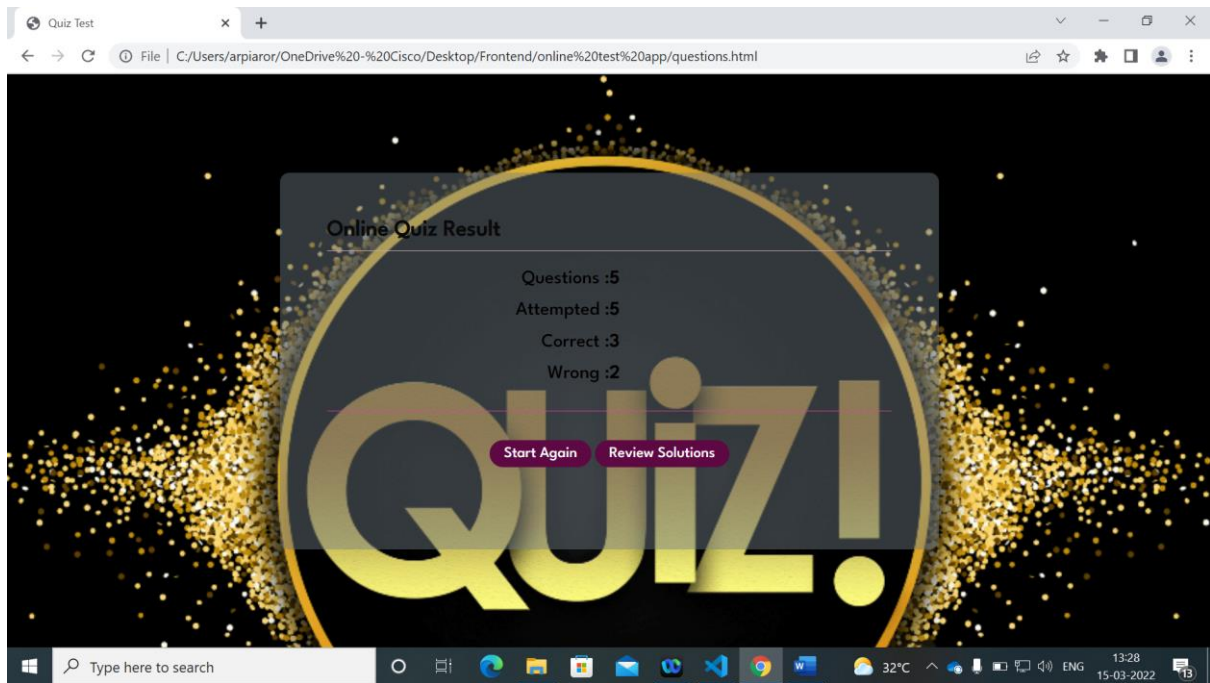 Quiz Test
File | C:/Users/arpiaror/OneDrive%20-%20Cisco/Desktop/Frontend/online%20test%20app/questions.html
Online Quiz Result
Questions :5
Attempted :5
Correct :3
Wrong :2
Start Again Review Solutions
QUiZ!
Type here to search
32°C ENG 13:28
15-03-2022
13